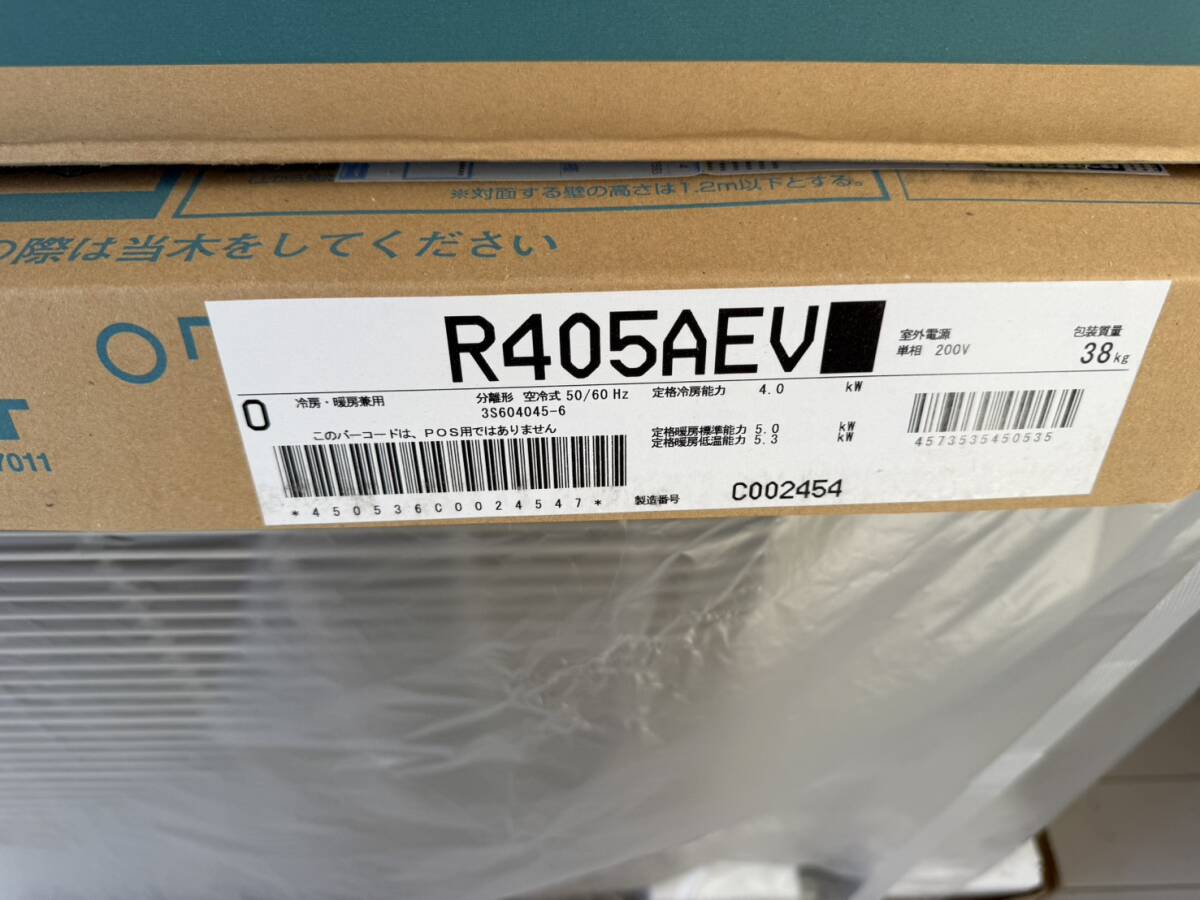 ※対面する壁の高さは1.2m以下とする。
の際は当木をしてください
R405AEV
室外電源
単相 200V
包装質量
38kg
0
冷房・暖房兼用
分離形 空冷式 50/60 Hz
3S604045-6
定格冷房能力 4.0 kW
定格暖房標準能力 5.0 kW
定格暖房低温能力 5.3 kW
このバーコードは、POS用ではありません
*450536C0024547*
製造番号 C002454
4573535450535
7011